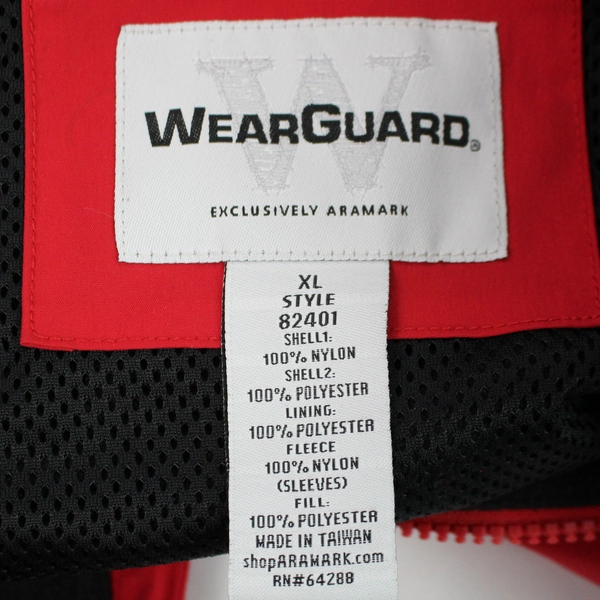 W
WEARGUARD®
EXCLUSIVELY ARAMARK
XL
STYLE
82401
SHELL1:
100% NYLON
SHELL2:
100% POLYESTER
LINING:
100% POLYESTER
FLEECE
100% NYLON
(SLEEVES)
FILL:
100% POLYESTER
MADE IN TAIWAN
shopARAMARK.com
RN#64288